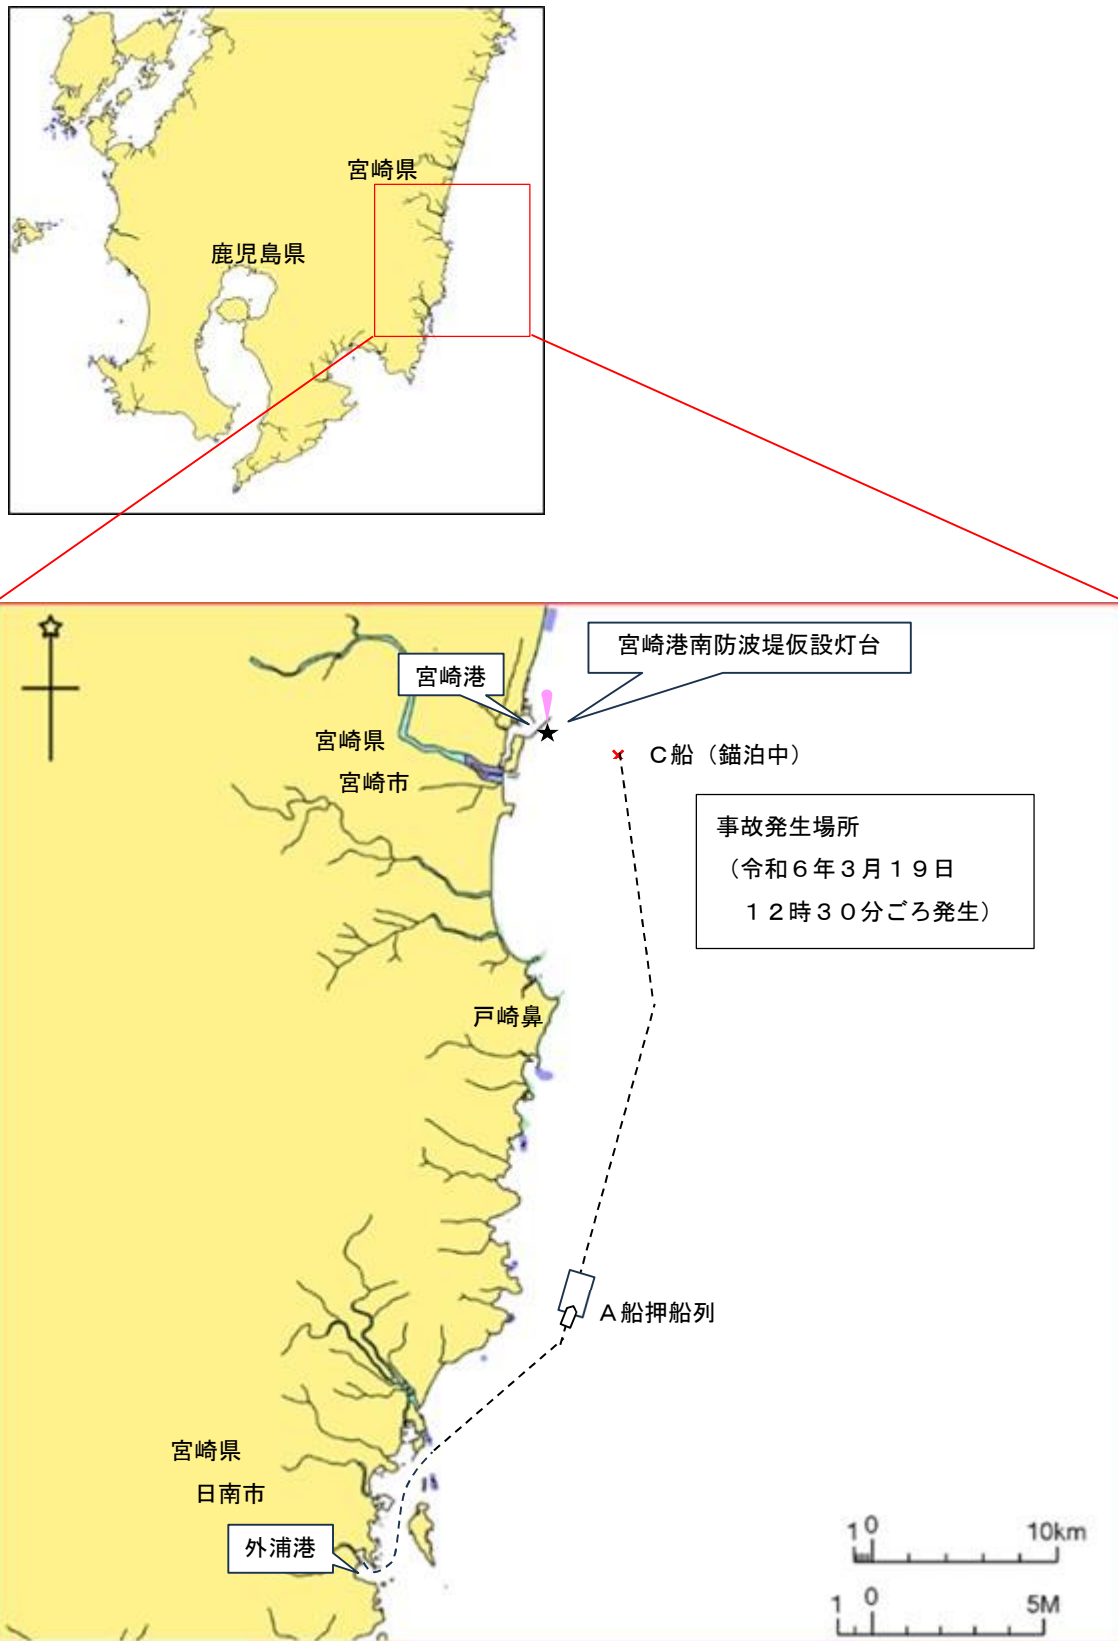 宮崎県
鹿児島県
宮崎港南防波堤仮設灯台
宮崎港
宮崎県
宮崎市
C船（錨泊中）
事故発生場所
（令和６年３月１９日
１２時３０分ごろ発生）
戸崎鼻
Ａ船押船列
宮崎県
日南市
外浦港
1 0 10km
1 0 5M